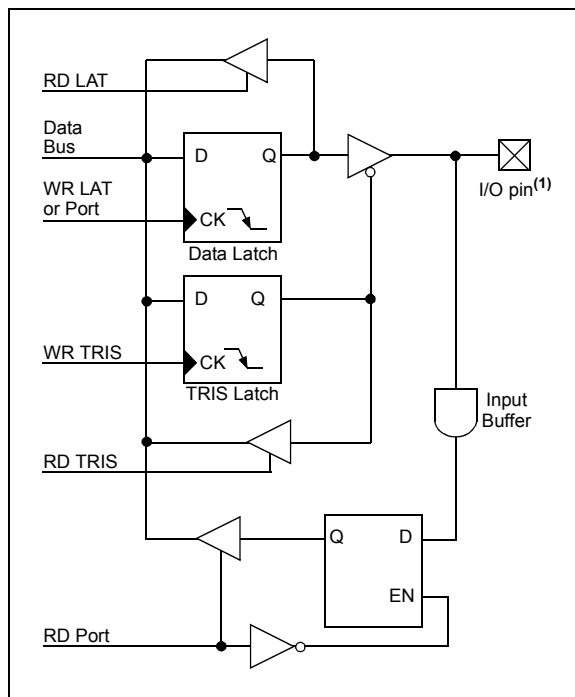 RD LAT
Data
Bus
D
Q
WR LAT
or Port
CK
Data Latch
I/O pin(1)
D
Q
WR TRIS
CK
TRIS Latch
Input
Buffer
RD TRIS
Q
D
EN
RD Port